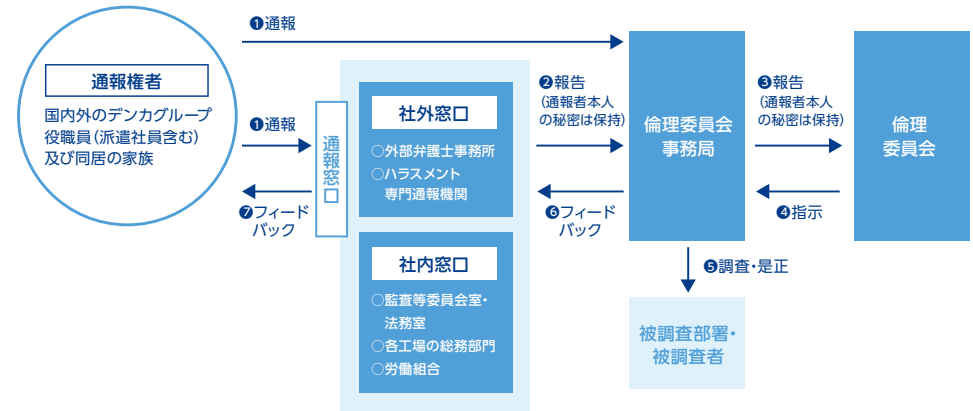 ❶通報
通報権者
国内外のデンカグループ
役職員（派遣社員含む）
及び同居の家族
❶通報
❼フィード
バック
通報窓口
社外窓口
○外部弁護士事務所
○ハラスメント
専門通報機関
社内窓口
○監査等委員会室・
法務室
○各工場の総務部門
○労働組合
❷報告
（通報者本人
の秘密は保持）
❻フィード
バック
倫理委員会
事務局
❸報告
（通報者本人
の秘密は保持）
❹指示
倫理
委員会
❺調査・是正
被調査部署・
被調査者